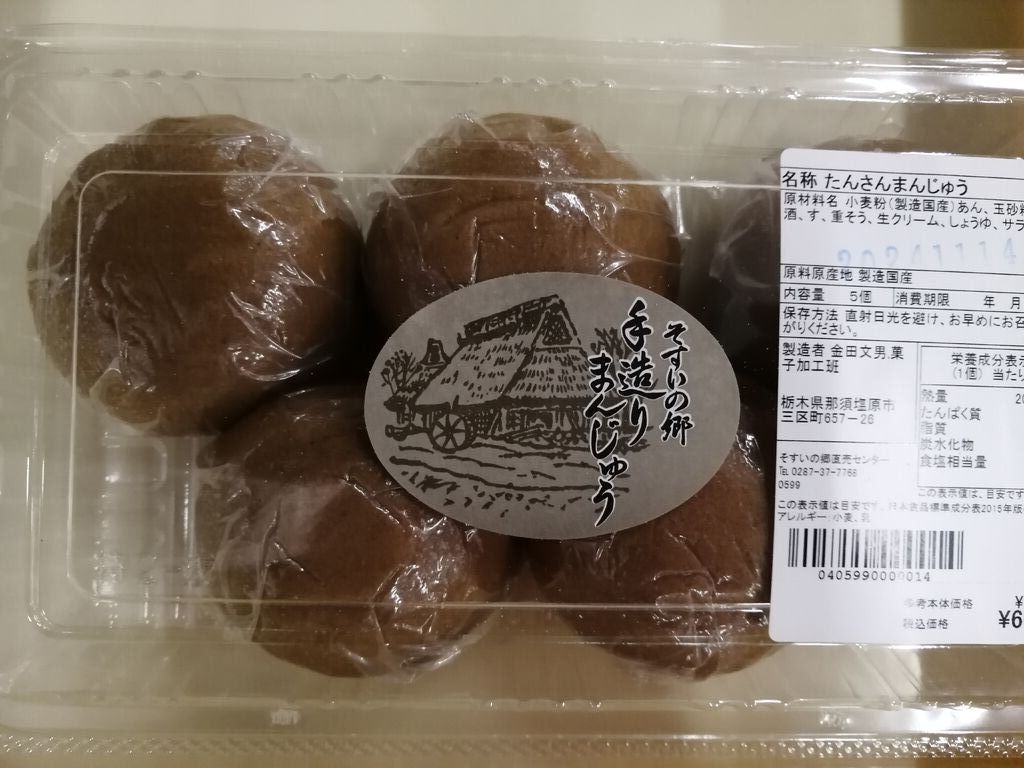 そすいの郷
手造り
まんじゅう
名称 たんさんまんじゅう
原材料名 小麦粉(製造国産)あん、玉砂
酒、す、重そう、生クリーム、しょうゆ、サラ
20241114
原料原産地 製造国産
内容量 5個 消費期限 年 月
保存方法 直射日光を避け、お早めにお召
がりください。
製造者 金田文男,菓
子加工班
栃木県那須塩原市
三区町657-28
そすいの郷直売センター
TEL 0287-37-7768
0599
栄養成分表
(1個)当た
熱量 20
たんぱく質
脂質
炭水化物
食塩相当量
この表示値は、目安です
この表示値は目安です。日本食品標準成分表2015年版
アレルギー:小麦、乳
0405990000014
参考本体価格 ¥
税込価格 ¥6